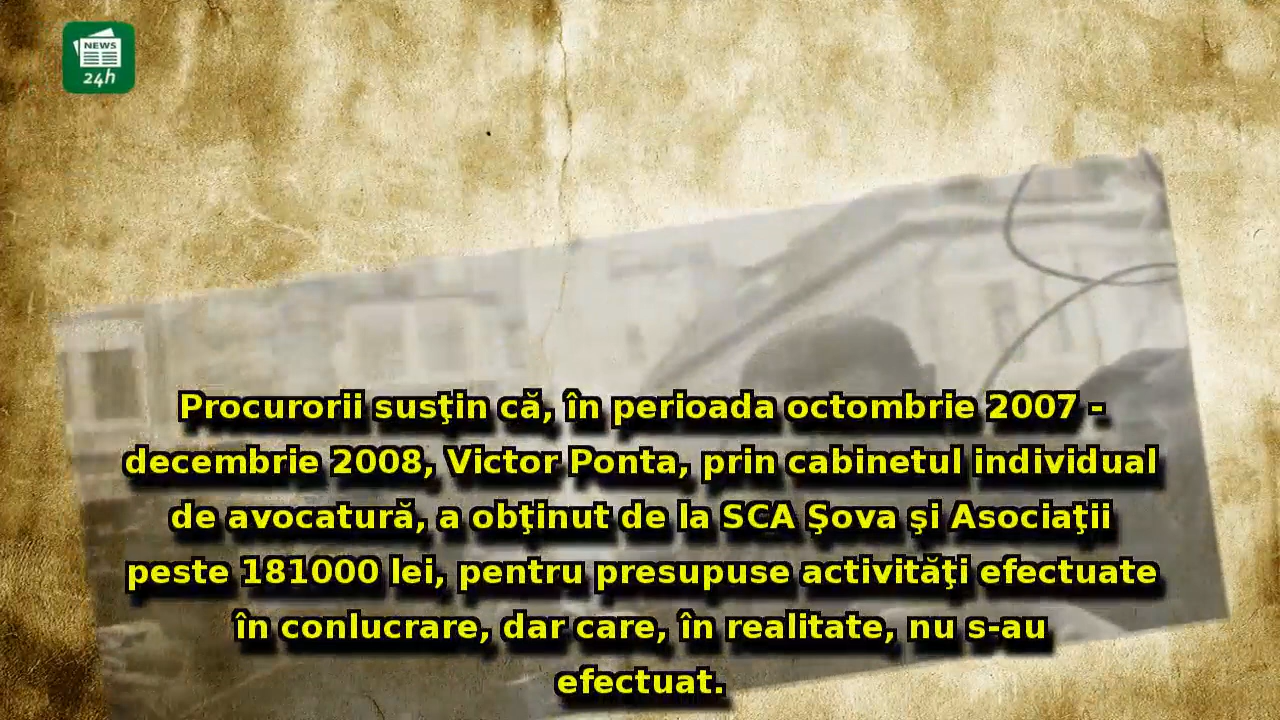 NEWS
24h
Procurorii susţin că, în perioada octombrie 2007 -
decembrie 2008, Victor Ponta, prin cabinetul individual
de avocatură, a obţinut de la SCA Şova şi Asociaţii
peste 181000 lei, pentru presupuse activităţi efectuate
în conlucrare, dar care, în realitate, nu s-au
efectuat.